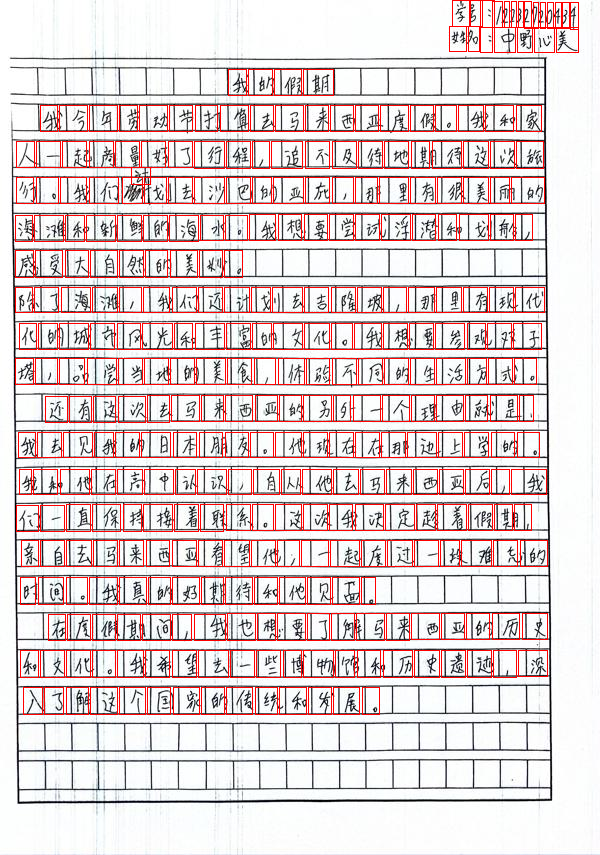 学号：1223270434
姓名：中野心美
我的假期
我今年劳动节打算去马来西亚度假。我和家
人一起商量好了行程，迫不及待地期待这次旅
行。我们计划去沙巴的亚庇，那里有很美丽的
海滩和新鲜的海水。我想要尝试浮潜和划船，
感受大自然的美妙。
除了海滩，我们还计划去吉隆坡，那里有现代
化的城市风光和丰富的文化。我想要参观双子
塔，品尝当地的美食，体验不同的生活方式。
还有这次去马来西亚的另外一个理由就是，
我去见我的日本朋友。他现在在那边上学的。
我和他在高中认识，自从他去马来西亚后，我
们一直保持接着联系。这次我决定趁着假期，
亲自去马来西亚看望他，一起度过一段难忘的
时间。我真的好期待和他见面。
在度假期间，我也想要了解马来西亚的历史
和文化。我希望去一些博物馆和历史遗迹，深
入了解这个国家的传统和发展。